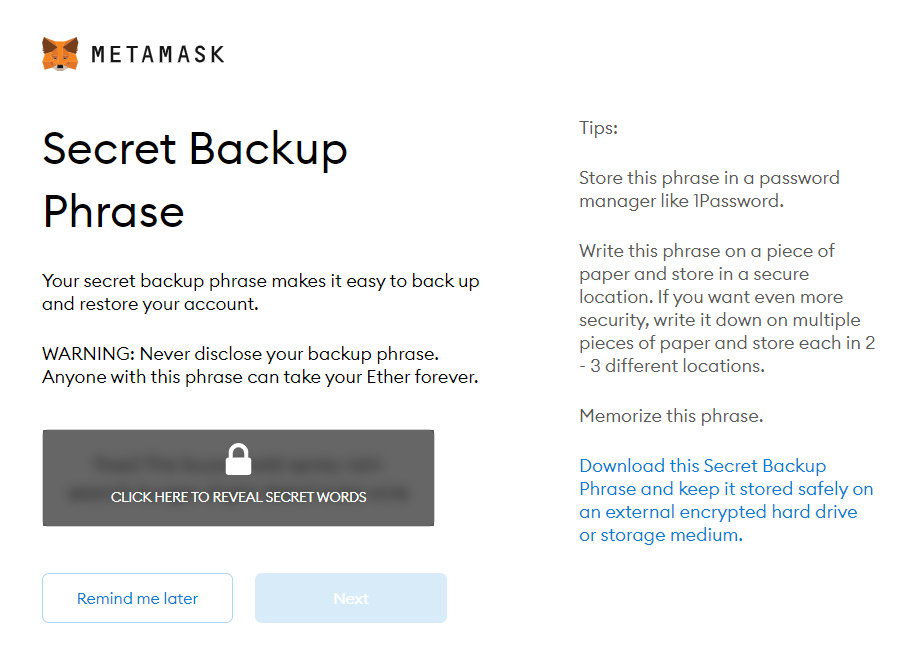 METAMASK
Secret Backup
Phrase
Your secret backup phrase makes it easy to back up
and restore your account.
WARNING: Never disclose your backup phrase.
Anyone with this phrase can take your Ether forever.
CLICK HERE TO REVEAL SECRET WORDS
Remind me later
Next
Tips:
Store this phrase in a password
manager like 1Password.
Write this phrase on a piece of
paper and store in a secure
location. If you want even more
security, write it down on multiple
pieces of paper and store each in 2
- 3 different locations.
Memorize this phrase.
Download this Secret Backup
Phrase and keep it stored safely on
an external encrypted hard drive
or storage medium.